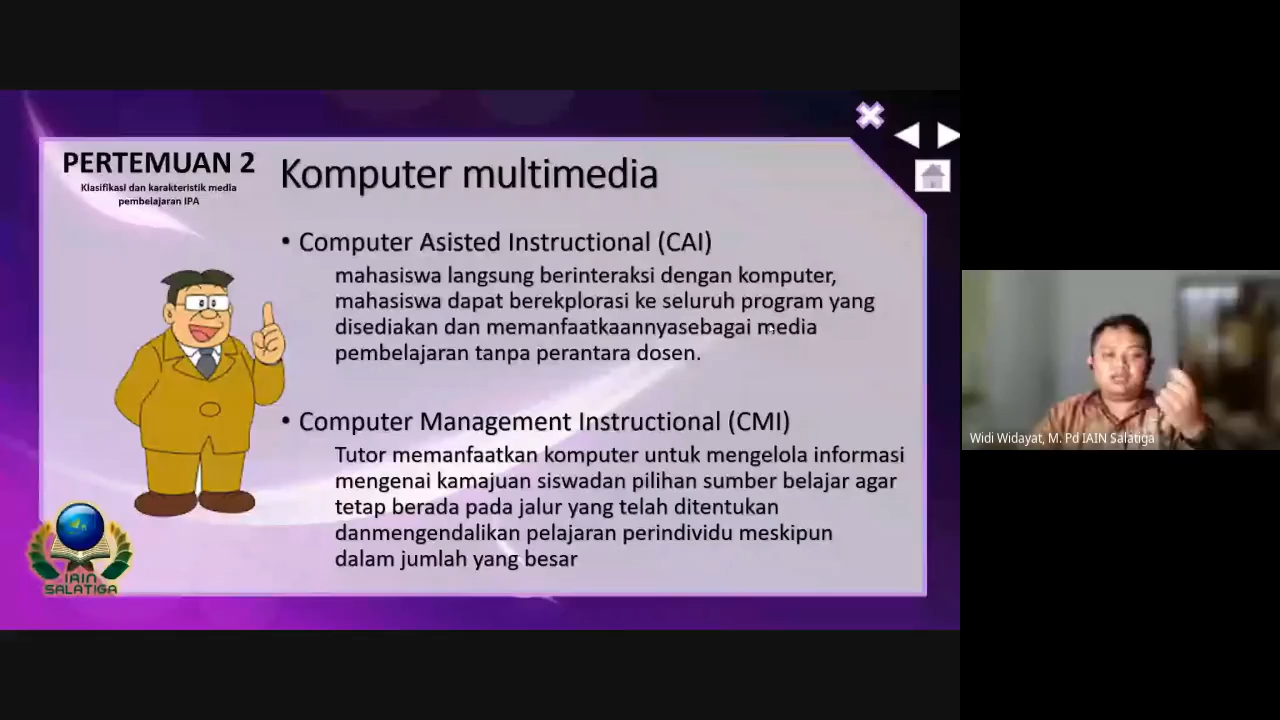 PERTEMUAN 2
Klasifikasi dan karakteristik media
pembelajaran IPA
Komputer multimedia
• Computer Asisted Instructional (CAI)
mahasiswa langsung berinteraksi dengan komputer,
mahasiswa dapat berekplorasi ke seluruh program yang
disediakan dan memanfaatkaannyasebagai media
pembelajaran tanpa perantara dosen.
• Computer Management Instructional (CMI)
Tutor memanfaatkan komputer untuk mengelola informasi
mengenai kamajuan siswadan pilihan sumber belajar agar
tetap berada pada jalur yang telah ditentukan
danmengendalikan pelajaran perindividu meskipun
dalam jumlah yang besar
IAIN
SALATIGA
Widi Widayat, M. Pd IAIN Salatiga